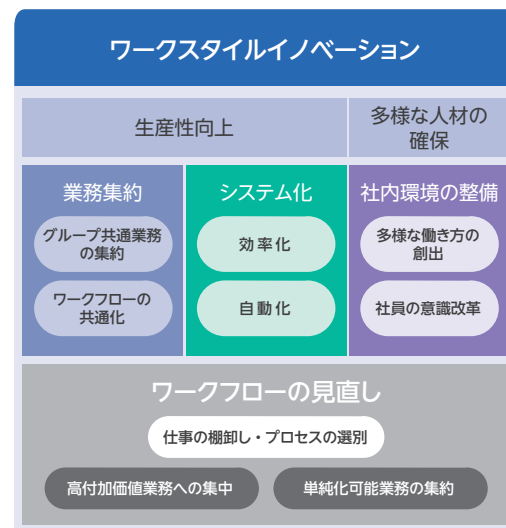 ワークスタイルイノベーション
生産性向上
多様な人材の
確保
業務集約
グループ共通業務
の集約
ワークフローの
共通化
システム化
効率化
自動化
社内環境の整備
多様な働き方の
創出
社員の意識改革
ワークフローの見直し
仕事の棚卸し・プロセスの選別
高付加価値業務への集中
単純化可能業務の集約